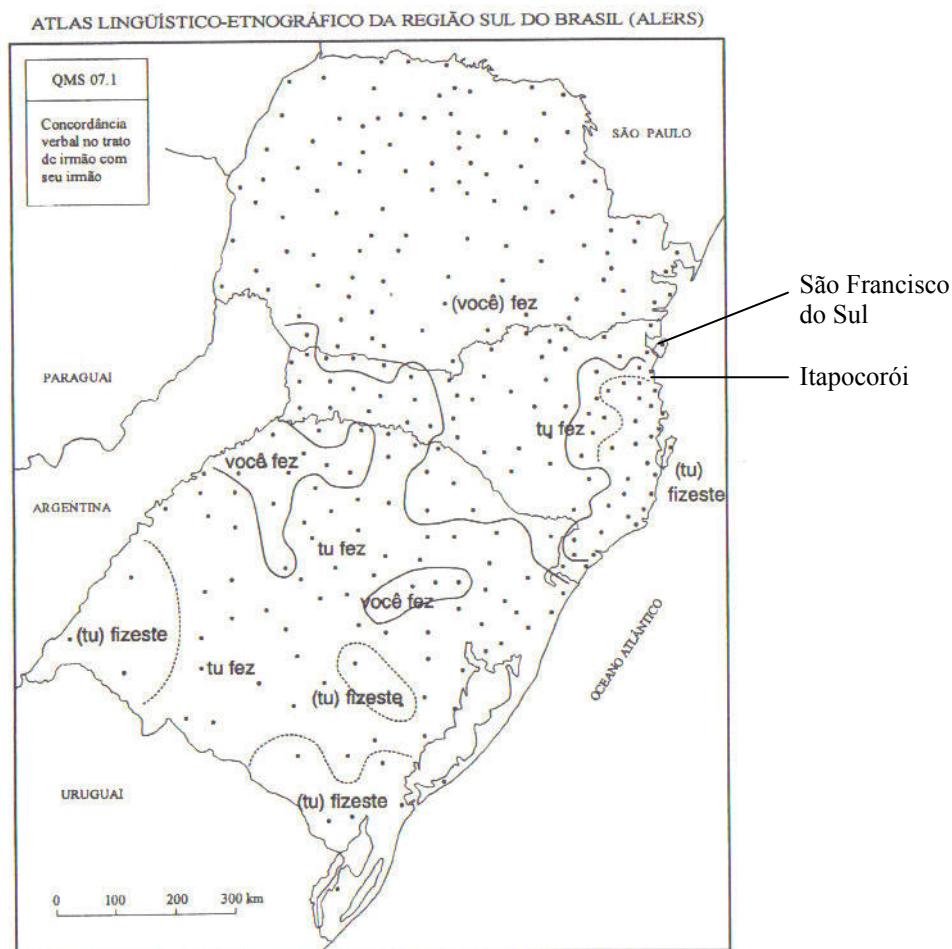 ATLAS LINGÜÍSTICO-ETNOGRÁFICO DA REGIÃO SUL DO BRASIL (ALERS)
QMS 07.1
Concordância
verbal no trato
de irmão com
seu irmão
SÃO PAULO
São Francisco
do Sul
(você) fez
Itapocorói
PARAGUAI
tu fez
você fez
(tu)
fizeste
ARGENTINA
tu fez
você fez
OCEANO ATLÂNTICO
(tu) fizeste
tu fez
(tu) fizeste
URUGUAI
(tu) fizeste
0 100 200 300 km